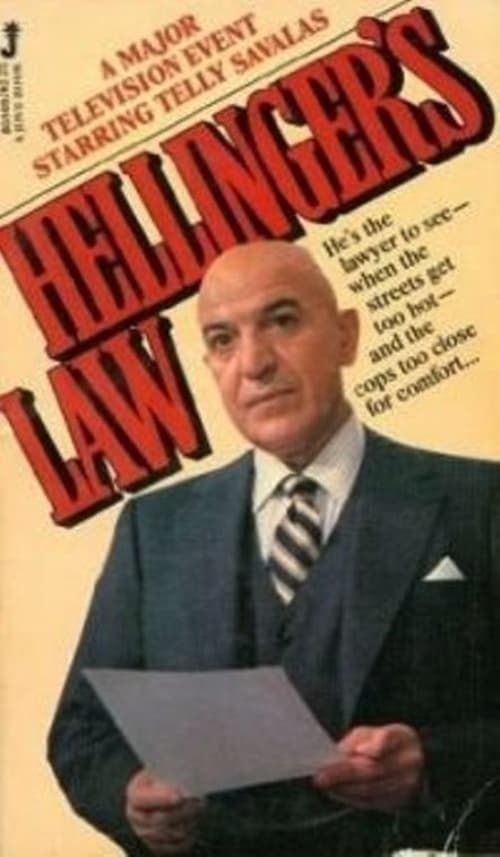 A MAJOR
TELEVISION EVENT
STARRING TELLY SAVALAS
HELLINGER'S
LAW
He's the
lawyer to see—
when the
streets get
too hot—
and the
cops too close
for comfort...